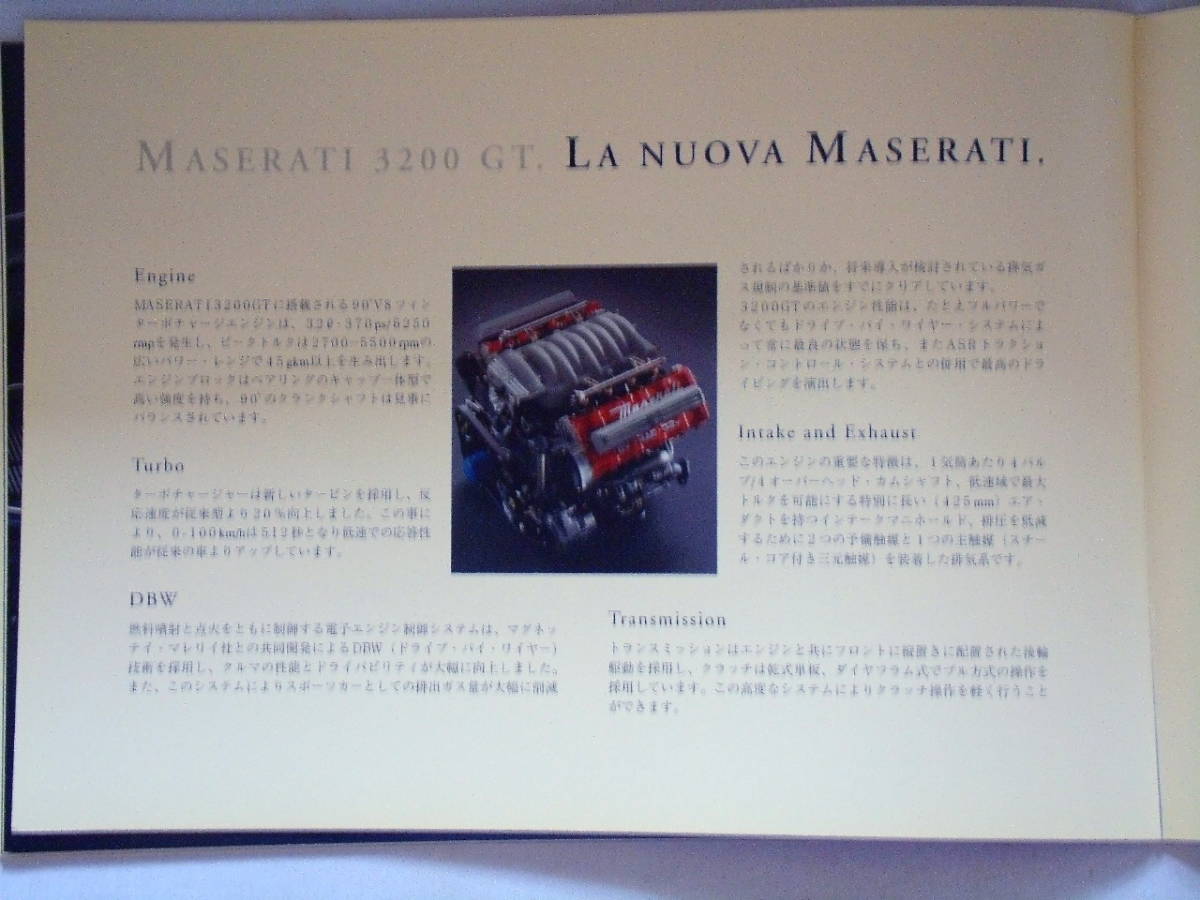 MASERATI 3200 GT. LA NUOVA MASERATI.
Engine
MASERATI3200GTに搭載される90°V8ツイン
ターボチャージエンジンは、320・370ps/6250
rmpを発生し、ピークトルクは2700-5500rpmの
広いパワー・レンジで45gkm以上を生み出します。
エンジンブロックはベアリングのキャップ一体型で
高い強度を持ち、90°のクランクシャフトは見事に
バランスされています。
Turbo
ターボチャージャーは新しいタービンを採用し、反
応速度が従来型より20%向上しました。この事に
より、0-100km/hは512秒となり低速での応答性
能が従来の車よりアップしています。
DBW
燃料噴射と点火をともに制御する電子エンジン制御システムは、マグネッ
テイ・マレリイ社との共同開発によるDBW（ドライブ・バイ・ワイヤー）
技術を採用し、クルマの性能とドライバビリティが大幅に向上しました。
また、このシステムによりスポーツカーとしての排出ガス量が大幅に削減
されるばかりか、将来導入が検討されている排気ガ
ス規制の基準値をすでにクリアしています。
3200GTのエンジン性能は、たとえフルパワーで
なくてもドライブ・バイ・ワイヤー・システムによ
って常に最良の状態を保ち、またASRトラクショ
ン・コントロール・システムとの併用で最高のドラ
イビングを演出します。
Intake and Exhaust
このエンジンの重要な特徴は、1気筒あたり4バル
ブ/4オーバーヘッド・カムシャフト、低速域で最大
トルクを可能にする特別に長い（425mm）エア・
ダクトを持つインテークマニホールド、排圧を低減
するために2つの予備触媒と1つの主触媒（スチー
ル・コア付き三元触媒）を装着した排気系です。
Transmission
トランスミッションはエンジンと共にフロントに縦置きに配置された後輪
駆動を採用し、クラッチは乾式単板、ダイヤフラム式でプル方式の操作を
採用しています。この高度なシステムによりクラッチ操作を軽く行うこと
ができます。
Maserati